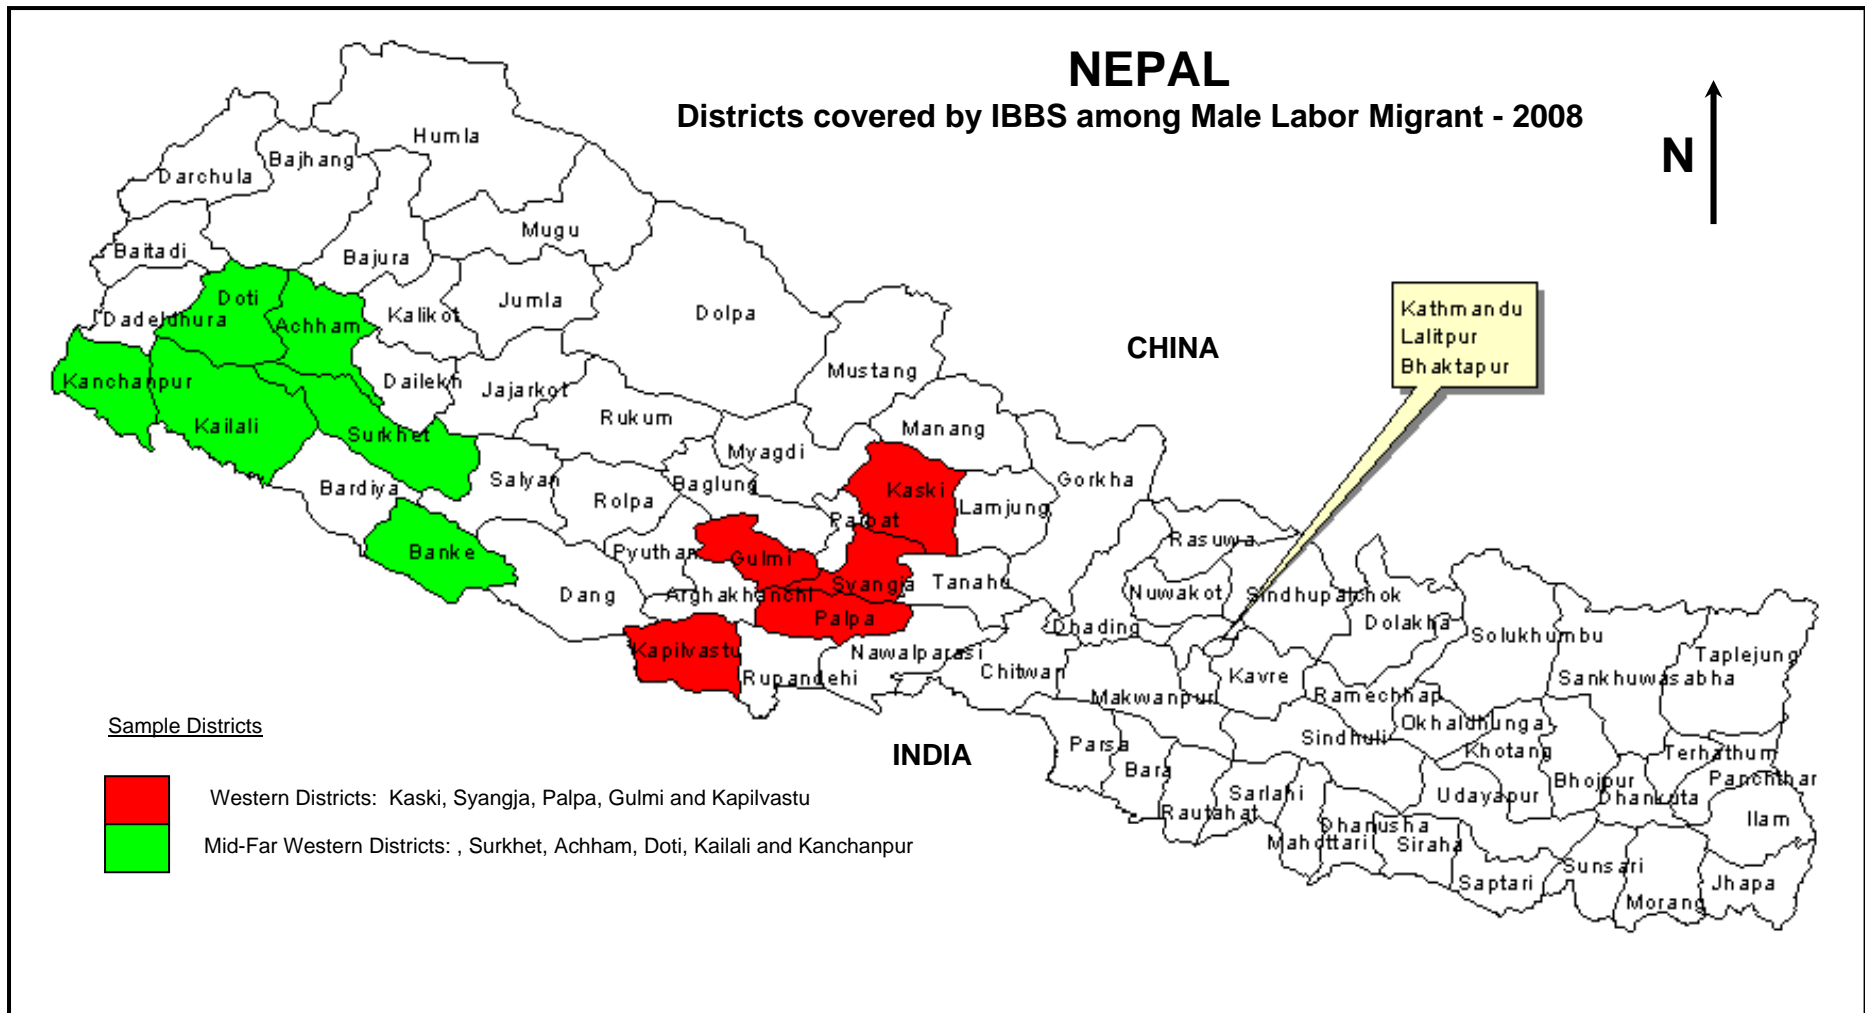 NEPAL
Districts covered by IBBS among Male Labor Migrant - 2008
N
Humla
Bajhang
Darchula
Mugu
Baitadi
Bajura
Doti
Jumla
Dadeldhura
Achham
Kalikot
Dolpa
Kathmandu
Lalitpur
Bhaktapur
CHINA
Kanchanpur
Dailekh
Jajarkot
Mustang
Kailali
Surkhet
Rukum
Manang
Myagdi
Bardiya
Salyan
Rolpa
Baglung
Kaski
Gorkha
Lamjung
Parbat
Banke
Pyuthan
Gulmi
Rasuwa
Dang
Arghakhanchi
Syangja
Tanahu
Nuwakot
Sindhupalchok
Palpa
Dhading
Dolakha
Solukhumbu
Kapilvastu
Nawalparasi
Taplejung
Rupandehi
Chitwan
Kavre
Sankhuwasabha
Makwanpur
Ramechhap
Okhaldhunga
Sample Districts
INDIA
Parsa
Sindhuli
Khotang
Terhathum
Bara
Bhojpur
Panchthar
Western Districts: Kaski, Syangja, Palpa, Gulmi and Kapilvastu
Sarlahi
Udayapur
Dhankuta
Rautahat
Dhanusha
Ilam
Mid-Far Western Districts: , Surkhet, Achham, Doti, Kailali and Kanchanpur
Mahottari
Siraha
Saptari
Sunsari
Jhapa
Morang